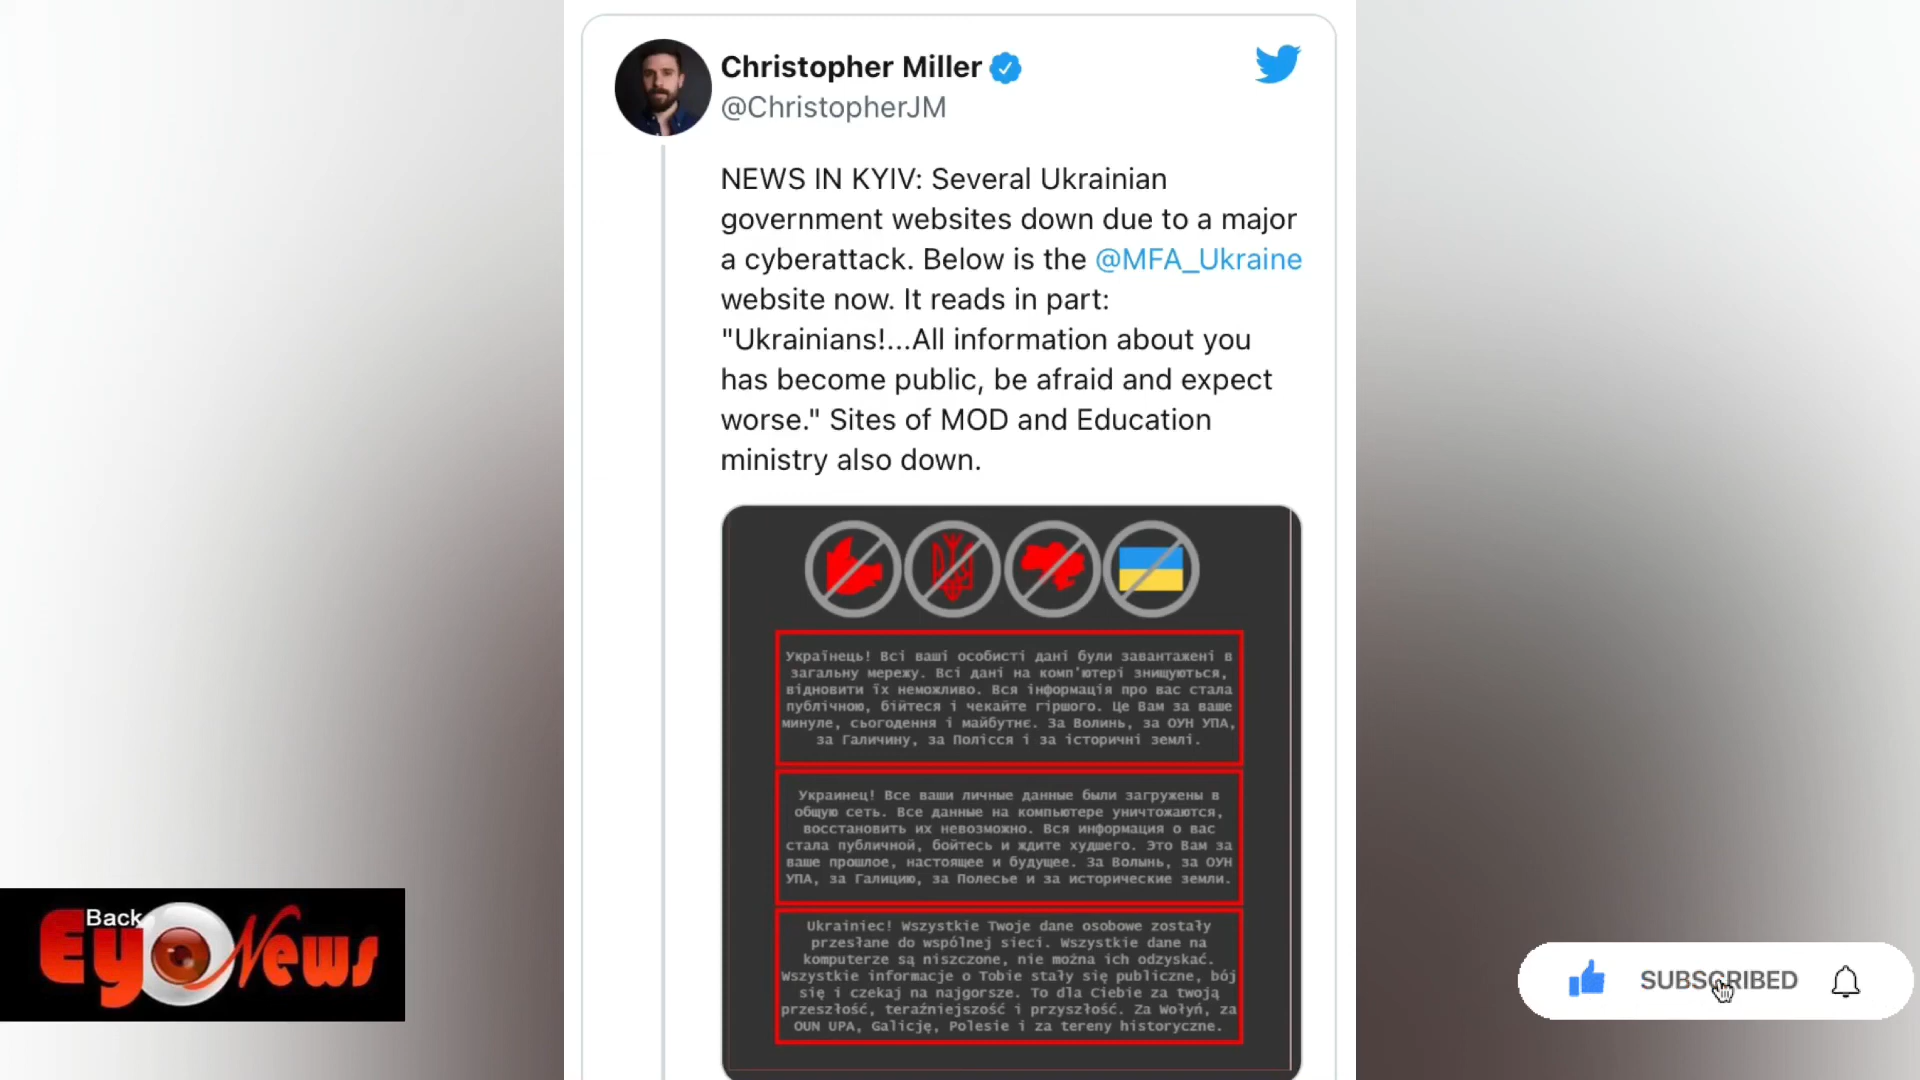 Christopher Miller
@ChristopherJM
NEWS IN KYIV: Several Ukrainian
government websites down due to a major
a cyberattack. Below is the @MFA_Ukraine
website now. It reads in part:
"Ukrainians!...All information about you
has become public, be afraid and expect
worse." Sites of MOD and Education
ministry also down.
Українець! Всі ваші особисті дані були завантажені в
загальну мережу. Всі дані на комп'ютері знищуються,
відновити їх неможливо. Вся інформація про вас стала
публічною, бійтеся і чекайте гіршого. Це Вам за ваше
минуле, сьогодення і майбутнє. За Волинь, за ОУН УПА,
за Галичину, за Полісся і за історичні землі.
Украинец! Все ваши личные данные были загружены в
общую сеть. Все данные на компьютере уничтожаются,
восстановить их невозможно. Вся информация о вас
стала публичной, бойтесь и ждите худшего. Это Вам за
ваше прошлое, настоящее и будущее. За Волынь, за ОУН
УПА, за Галицию, за Полесье и за исторические земли.
Ukrainiec! Wszystkie Twoje dane osobowe zostały
przesłane do wspólnej sieci. Wszystkie dane na
komputerze są niszczone, nie można ich odzyskać.
Wszystkie informacje o Tobie stały się publiczne, bój
się i czekaj na najgorsze. To dla Ciebie za twoją
przeszłość, teraźniejszość i przyszłość. Za Wołyń, za
OUN UPA, Galicję, Polesie i za tereny historyczne.
Back
Eye News
SUBSCRIBED